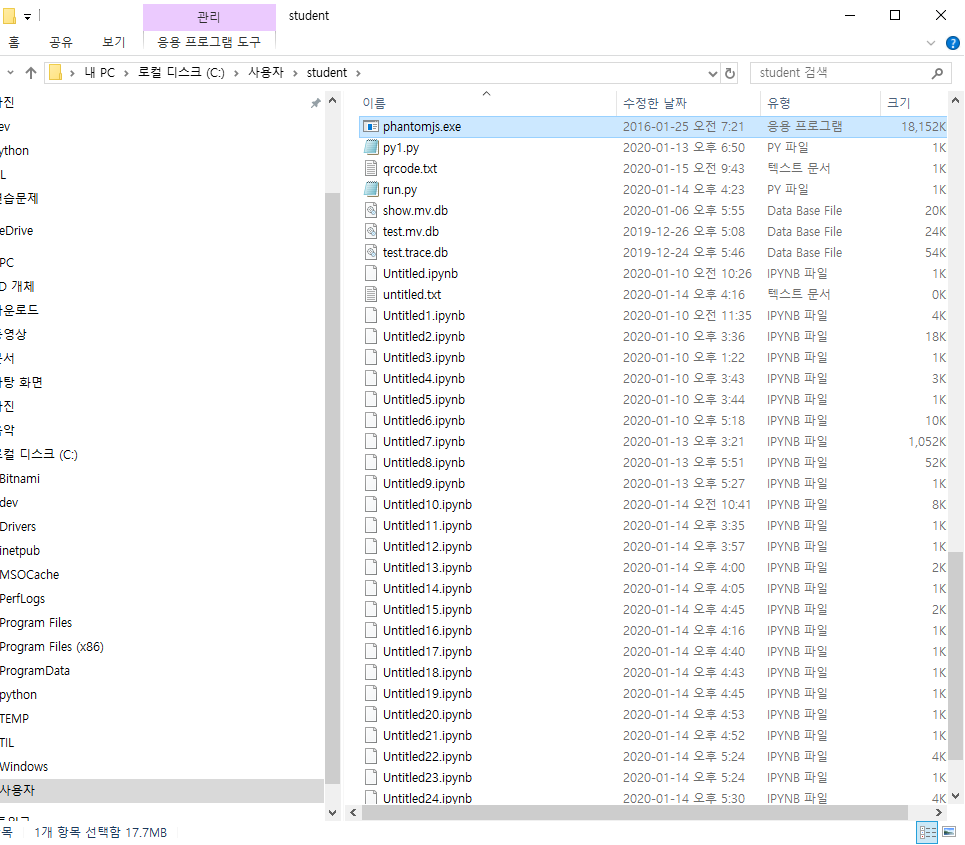 관리 student
홈 공유 보기 응용 프로그램 도구
내 PC > 로컬 디스크 (C:) > 사용자 > student >
student 검색
이름 수정한 날짜 유형 크기
phantomjs.exe 2016-01-25 오전 7:21 응용 프로그램 18,152K
py1.py 2020-01-13 오후 6:50 PY 파일 1K
qrcode.txt 2020-01-15 오전 9:43 텍스트 문서 1K
run.py 2020-01-14 오후 4:23 PY 파일 1K
show.mv.db 2020-01-06 오후 5:55 Data Base File 20K
test.mv.db 2019-12-26 오후 5:08 Data Base File 24K
test.trace.db 2019-12-24 오후 5:46 Data Base File 54K
Untitled.ipynb 2020-01-10 오전 10:26 IPYNB 파일 1K
untitled.txt 2020-01-14 오후 4:16 텍스트 문서 0K
Untitled1.ipynb 2020-01-10 오전 11:35 IPYNB 파일 4K
Untitled2.ipynb 2020-01-10 오후 3:36 IPYNB 파일 18K
Untitled3.ipynb 2020-01-10 오후 1:22 IPYNB 파일 1K
Untitled4.ipynb 2020-01-10 오후 3:43 IPYNB 파일 3K
Untitled5.ipynb 2020-01-10 오후 3:44 IPYNB 파일 1K
Untitled6.ipynb 2020-01-10 오후 5:18 IPYNB 파일 10K
Untitled7.ipynb 2020-01-13 오후 3:21 IPYNB 파일 1,052K
Untitled8.ipynb 2020-01-13 오후 5:51 IPYNB 파일 52K
Untitled9.ipynb 2020-01-13 오후 5:27 IPYNB 파일 1K
Untitled10.ipynb 2020-01-14 오전 10:41 IPYNB 파일 8K
Untitled11.ipynb 2020-01-14 오후 3:35 IPYNB 파일 1K
Untitled12.ipynb 2020-01-14 오후 3:57 IPYNB 파일 1K
Untitled13.ipynb 2020-01-14 오후 4:00 IPYNB 파일 2K
Untitled14.ipynb 2020-01-14 오후 4:05 IPYNB 파일 1K
Untitled15.ipynb 2020-01-14 오후 4:45 IPYNB 파일 2K
Untitled16.ipynb 2020-01-14 오후 4:16 IPYNB 파일 1K
Untitled17.ipynb 2020-01-14 오후 4:40 IPYNB 파일 1K
Untitled18.ipynb 2020-01-14 오후 4:43 IPYNB 파일 1K
Untitled19.ipynb 2020-01-14 오후 4:45 IPYNB 파일 1K
Untitled20.ipynb 2020-01-14 오후 4:53 IPYNB 파일 1K
Untitled21.ipynb 2020-01-14 오후 4:52 IPYNB 파일 1K
Untitled22.ipynb 2020-01-14 오후 5:24 IPYNB 파일 4K
Untitled23.ipynb 2020-01-14 오후 5:24 IPYNB 파일 1K
Untitled24.ipynb 2020-01-14 오후 5:30 IPYNB 파일 4K
진
ev
ython
L
습문제
eDrive
PC
D 개체
운로드
영상
서
탕 화면
진
악
컬 디스크 (C:)
Bitnami
dev
Drivers
inetpub
MSOCache
PerfLogs
Program Files
Program Files (x86)
ProgramData
python
TEMP
TIL
Windows
사용자
목 1개 항목 선택함 17.7MB